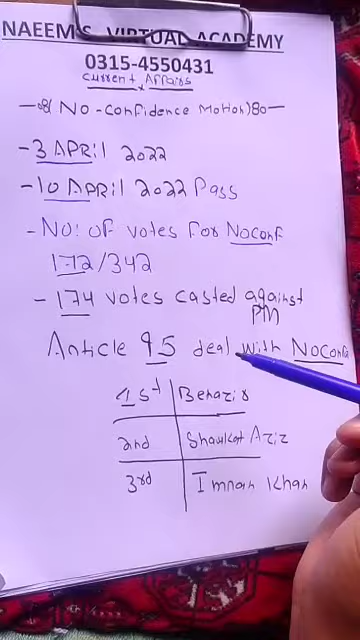 NAEEM'S VIRTUAL ACADEMY
0315-4550431
Current Affairs
No-Confidence Motion
- 3 April 2022
- 10 April 2022 Pass
- No: of votes for Noconf
172/342
- 174 votes casted against
PM
Article 95 deal with Noconf
1st Benazir
2nd Shaukat Aziz
3rd Imran Khan